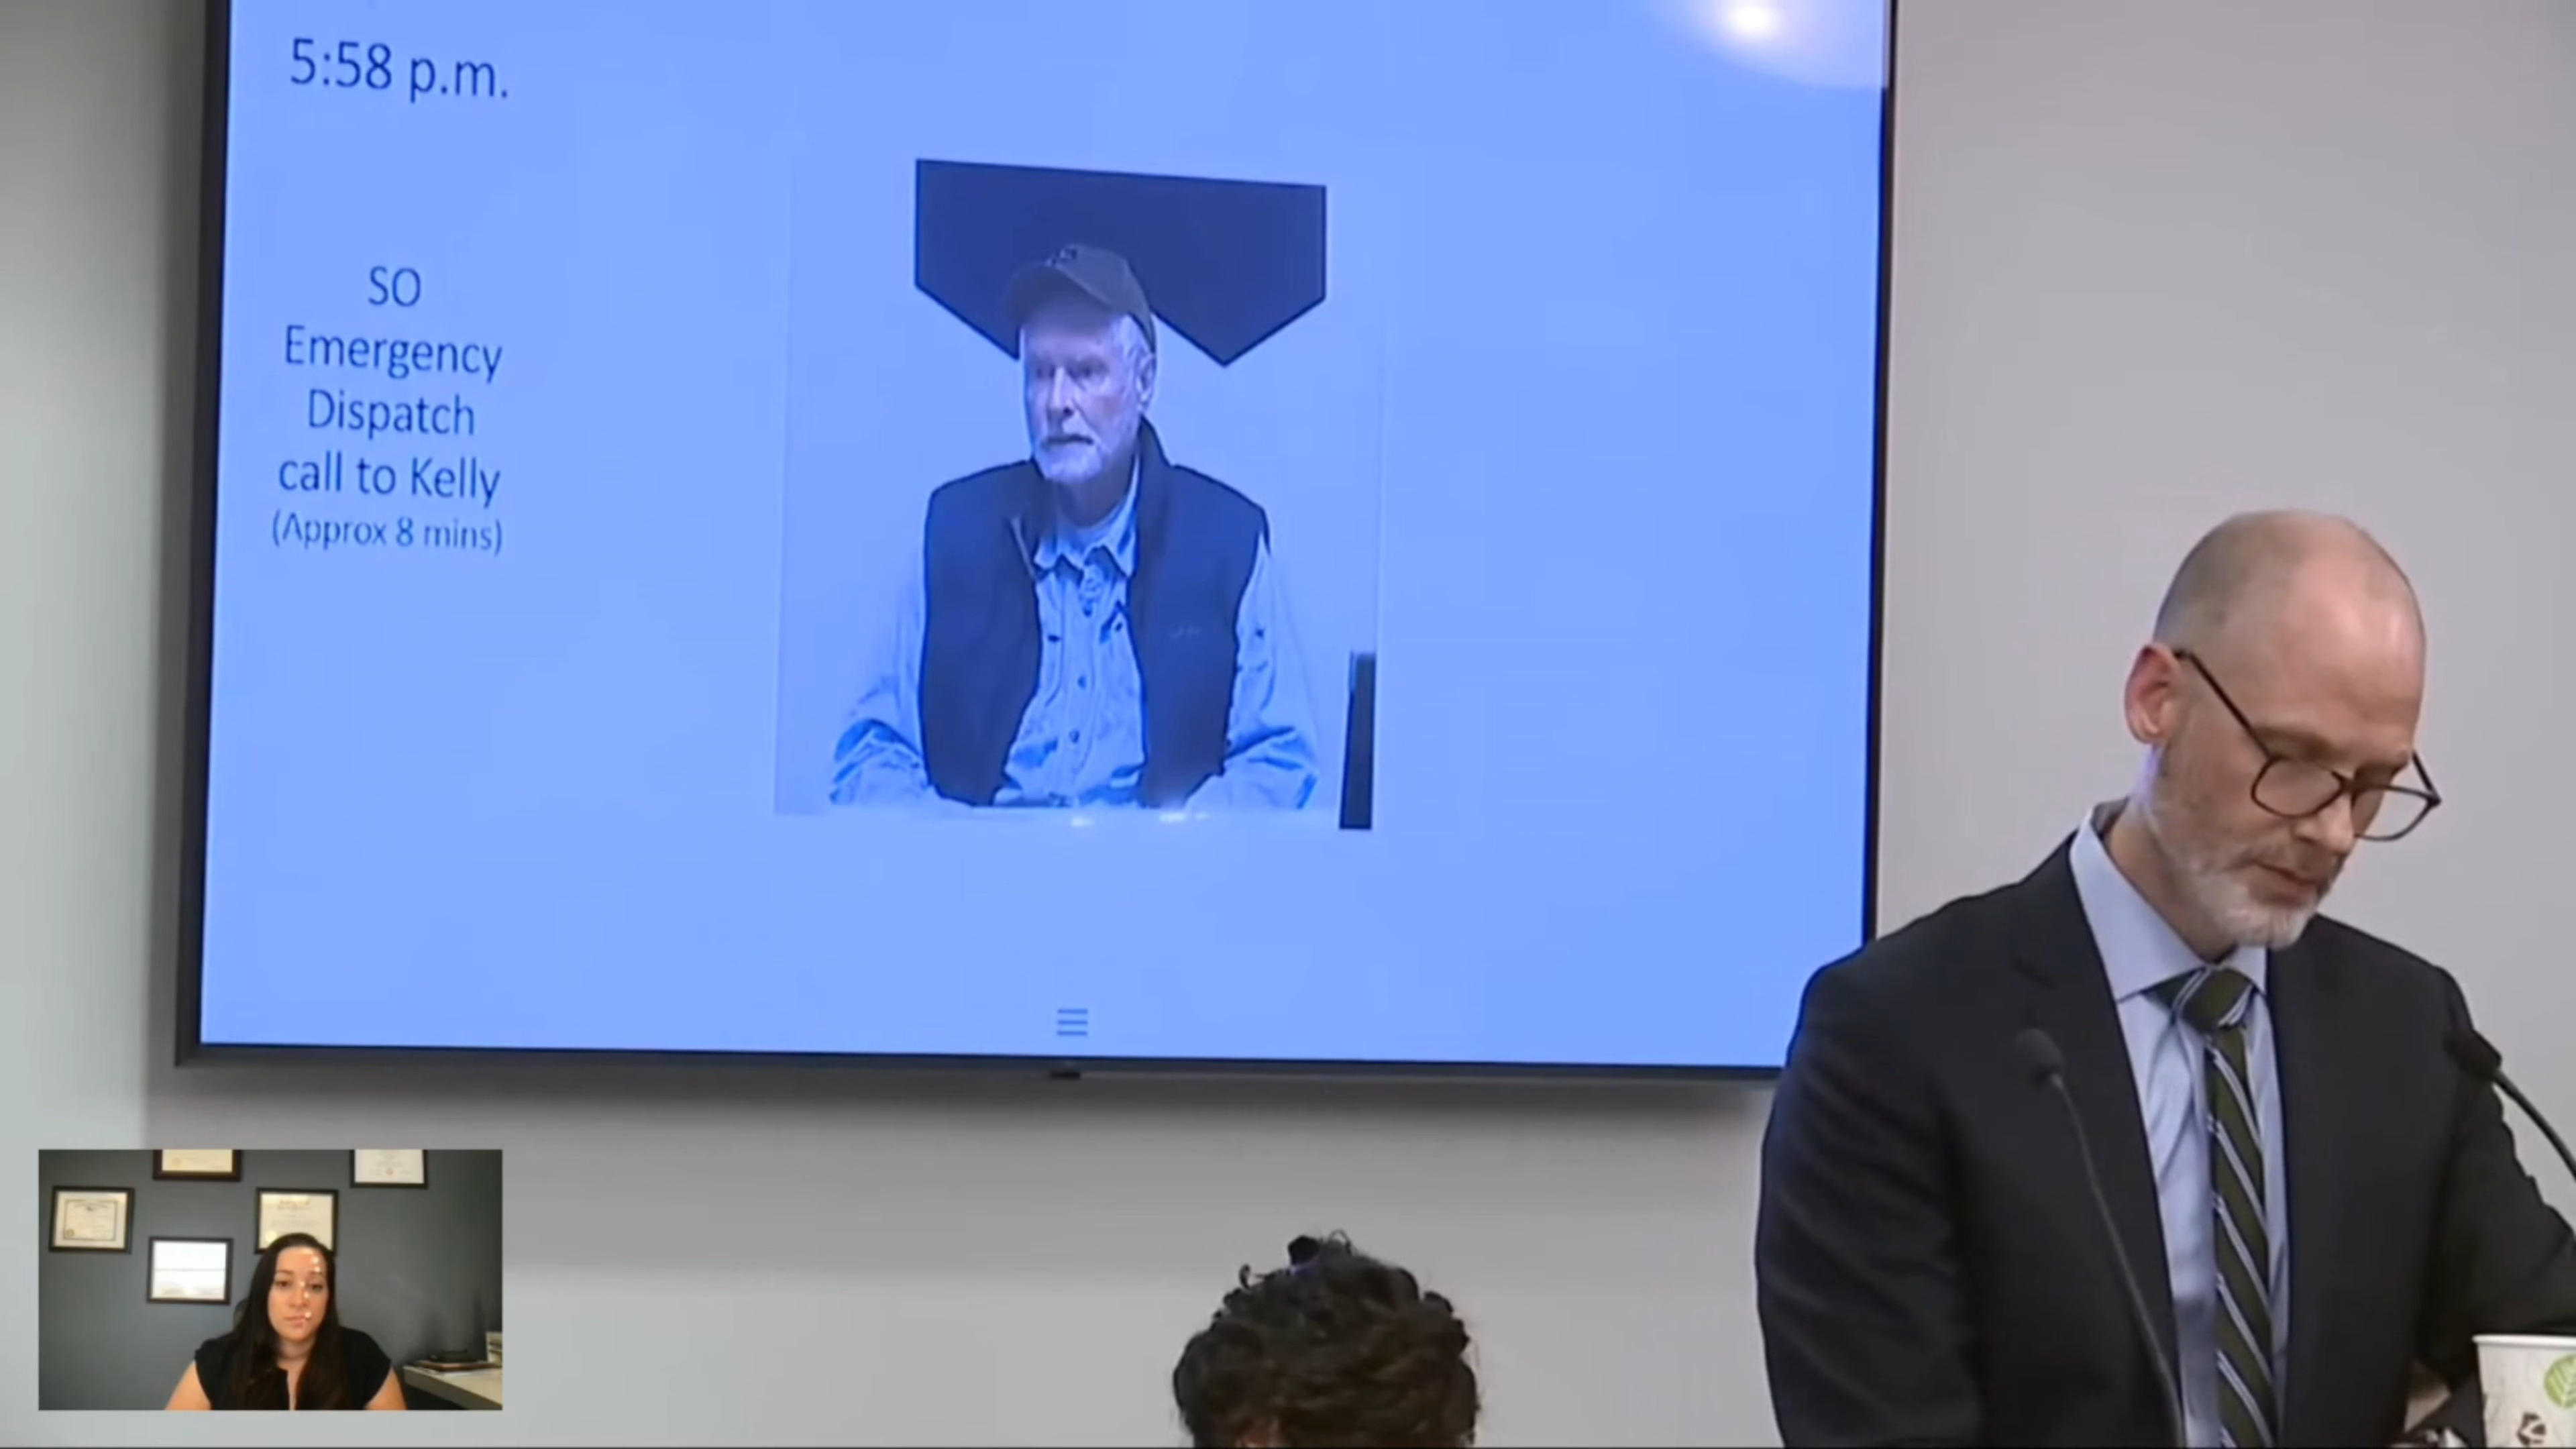 5:58 p.m.
SO
Emergency
Dispatch
call to Kelly
(Approx 8 mins)